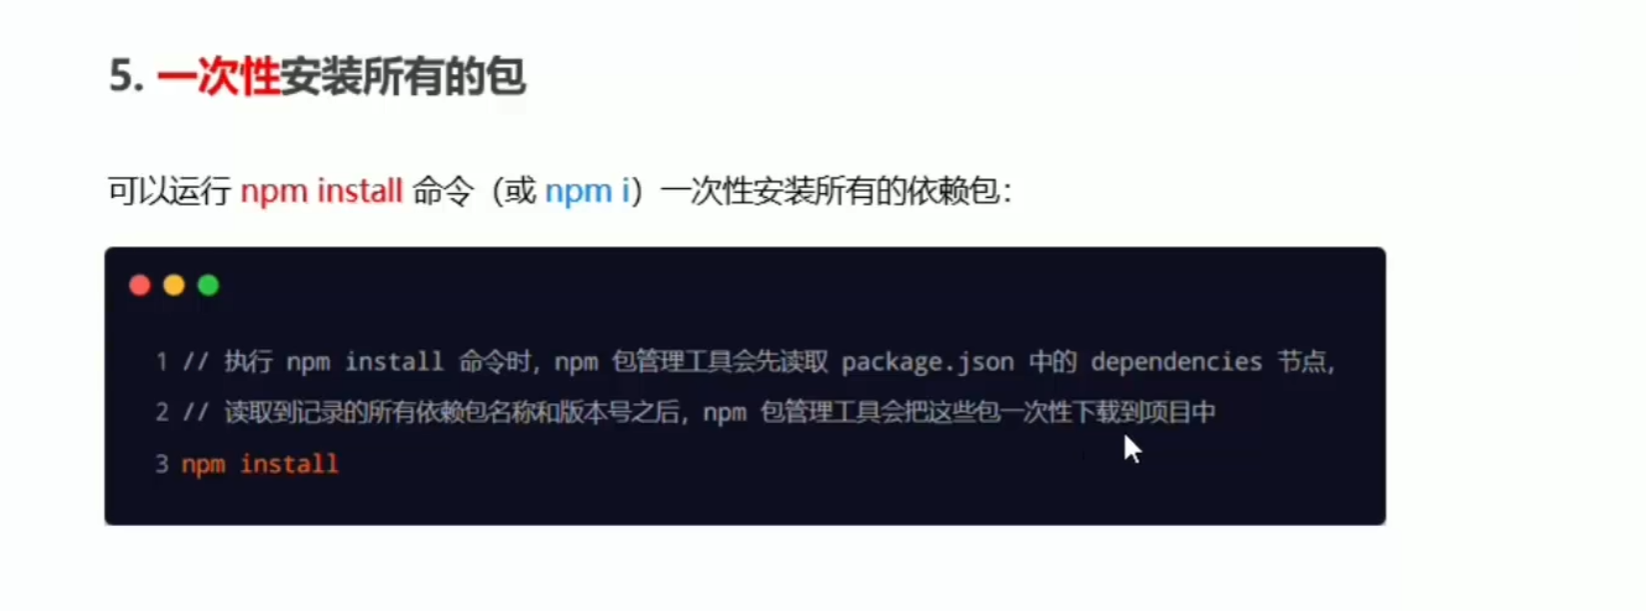 5. 一次性安装所有的包
可以运行 npm install 命令（或 npm i）一次性安装所有的依赖包：
1 // 执行 npm install 命令时，npm 包管理工具会先读取 package.json 中的 dependencies 节点，
2 // 读取到记录的所有依赖包名称和版本号之后，npm 包管理工具会把这些包一次性下载到项目中
3 npm install